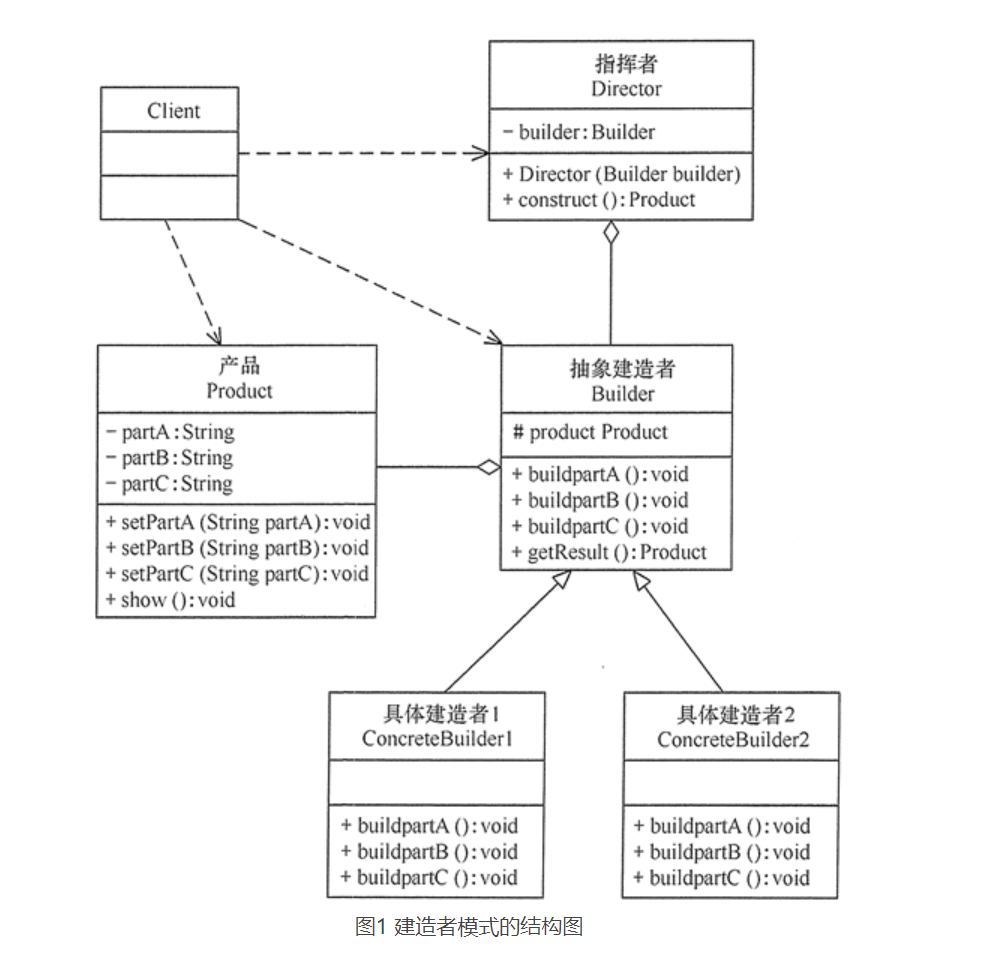 Client
指挥者
Director
- builder:Builder
+ Director (Builder builder)
+ construct ():Product
产品
Product
- partA:String
- partB:String
- partC:String
+ setPartA (String partA):void
+ setPartB (String partB):void
+ setPartC (String partC):void
+ show ():void
抽象建造者
Builder
# product Product
+ buildpartA ():void
+ buildpartB ():void
+ buildpartC ():void
+ getResult ():Product
具体建造者1
ConcreteBuilder1
+ buildpartA ():void
+ buildpartB ():void
+ buildpartC ():void
具体建造者2
ConcreteBuilder2
+ buildpartA ():void
+ buildpartB ():void
+ buildpartC ():void
图1 建造者模式的结构图